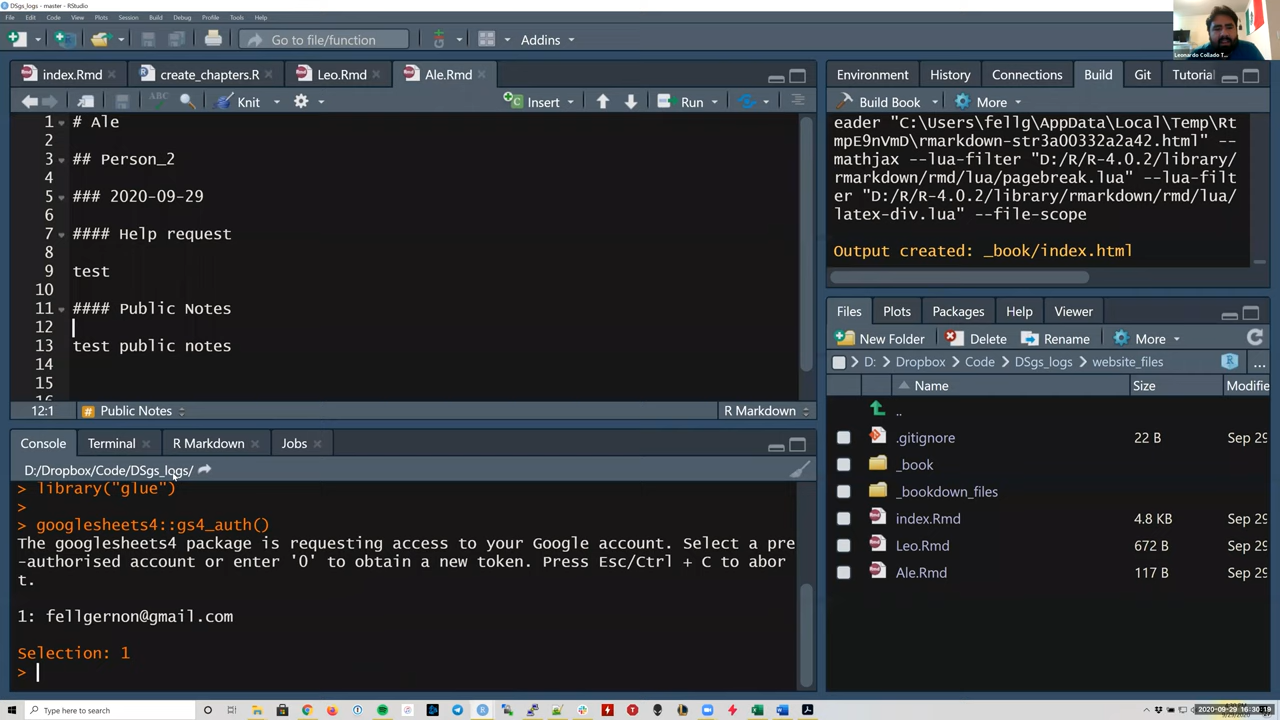 DSgs_logs - master - RStudio
File Edit Code View Plots Session Build Debug Profile Tools Help
Go to file/function
Addins
index.Rmd
create_chapters.R
Leo.Rmd
Ale.Rmd
Knit
Insert
Run
1 # Ale
2
3 ## Person_2
4
5 ### 2020-09-29
6
7 #### Help request
8
9 test
10
11 #### Public Notes
12
13 test public notes
14
15
16
12:1
Public Notes
R Markdown
Console
Terminal
R Markdown
Jobs
D:/Dropbox/Code/DSgs_logs/
> library("glue")
>
> googlesheets4::gs4_auth()
The googlesheets4 package is requesting access to your Google account. Select a pre
-authorised account or enter '0' to obtain a new token. Press Esc/Ctrl + C to abor
t.
1: fellgernon@gmail.com
Selection: 1
>
Leonardo Collado T...
Environment
History
Connections
Build
Git
Tutoria
Build Book
More
eader "C:\Users\fellg\AppData\Local\Temp\Rt
mpE9nVmD\rmarkdown-str3a00332a2a42.html" --
mathjax --lua-filter "D:/R/R-4.0.2/library/
rmarkdown/rmd/lua/pagebreak.lua" --lua-filt
er "D:/R/R-4.0.2/library/rmarkdown/rmd/lua/
latex-div.lua" --file-scope
Output created: _book/index.html
Files
Plots
Packages
Help
Viewer
New Folder
Delete
Rename
More
D:
Dropbox
Code
DSgs_logs
website_files
...
Name
Size
Modifie
..
.gitignore 22 B Sep 29
_book
_bookdown_files
index.Rmd 4.8 KB Sep 29
Leo.Rmd 672 B Sep 29
Ale.Rmd 117 B Sep 29
Type here to search
2020-09-29 16:30:19